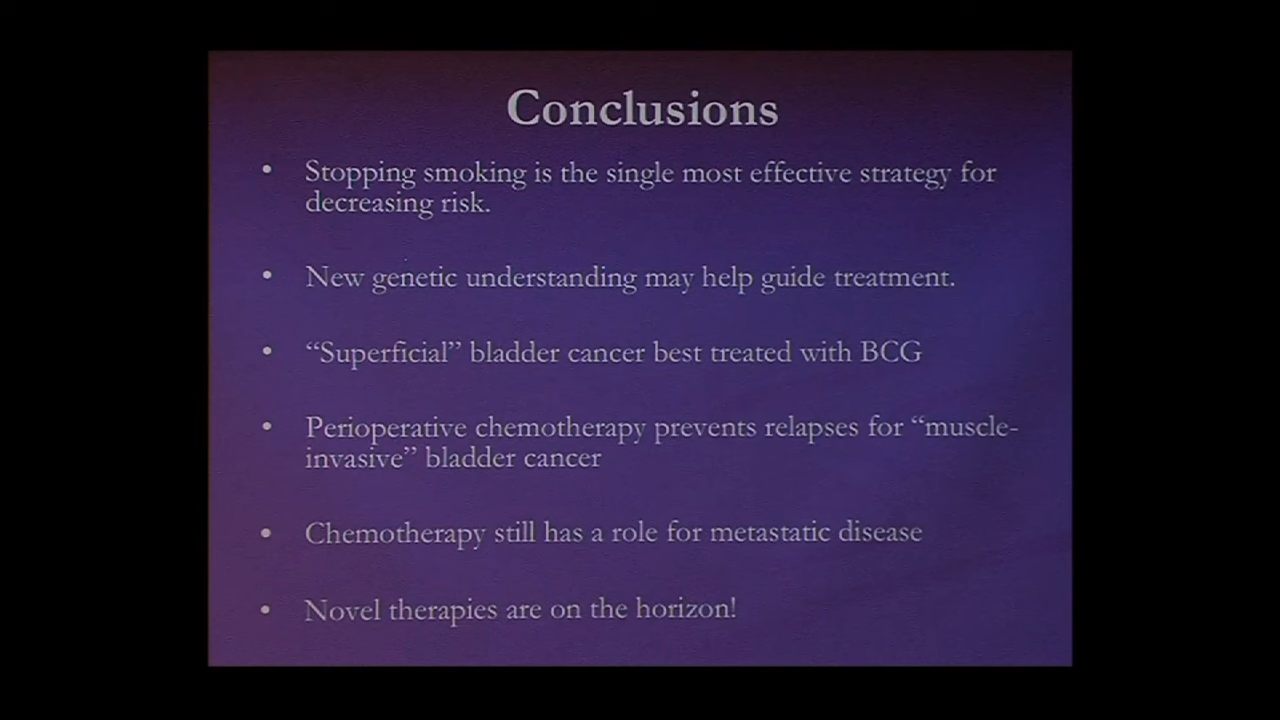 Conclusions
• Stopping smoking is the single most effective strategy for
decreasing risk.
• New genetic understanding may help guide treatment.
• “Superficial” bladder cancer best treated with BCG
• Perioperative chemotherapy prevents relapses for “muscle-
invasive” bladder cancer
• Chemotherapy still has a role for metastatic disease
• Novel therapies are on the horizon!